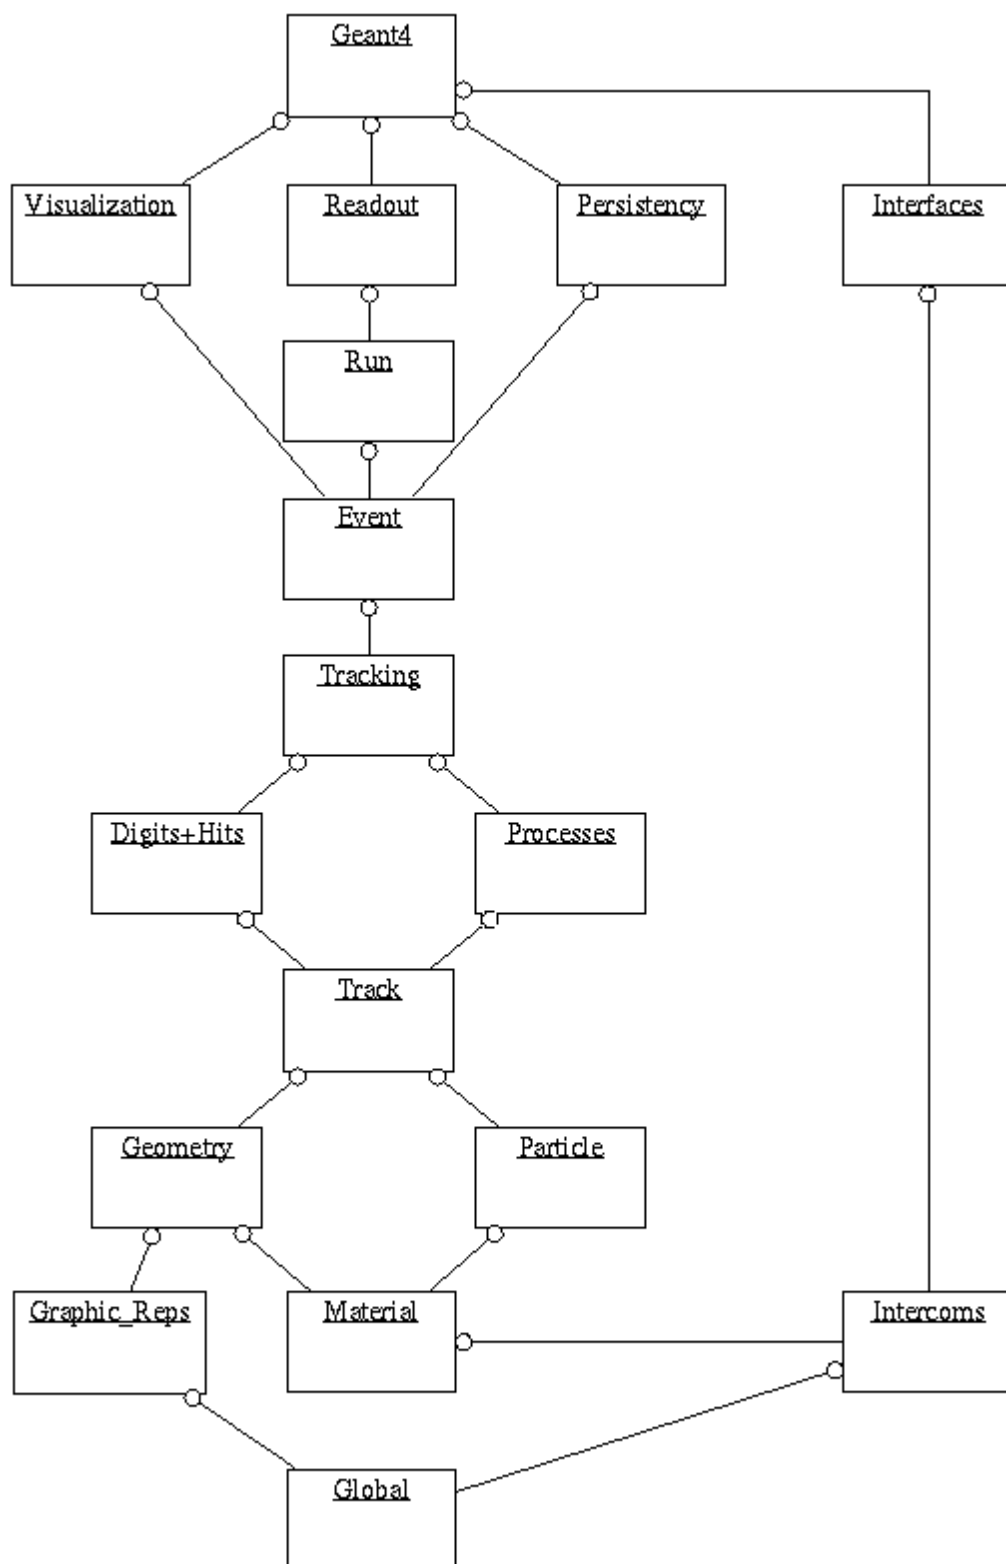 Geant4
Visualization
Readout
Persistency
Interfaces
Run
Event
Tracking
Digits+Hits
Processes
Track
Geometry
Particle
Graphic_Reps
Material
Intercoms
Global